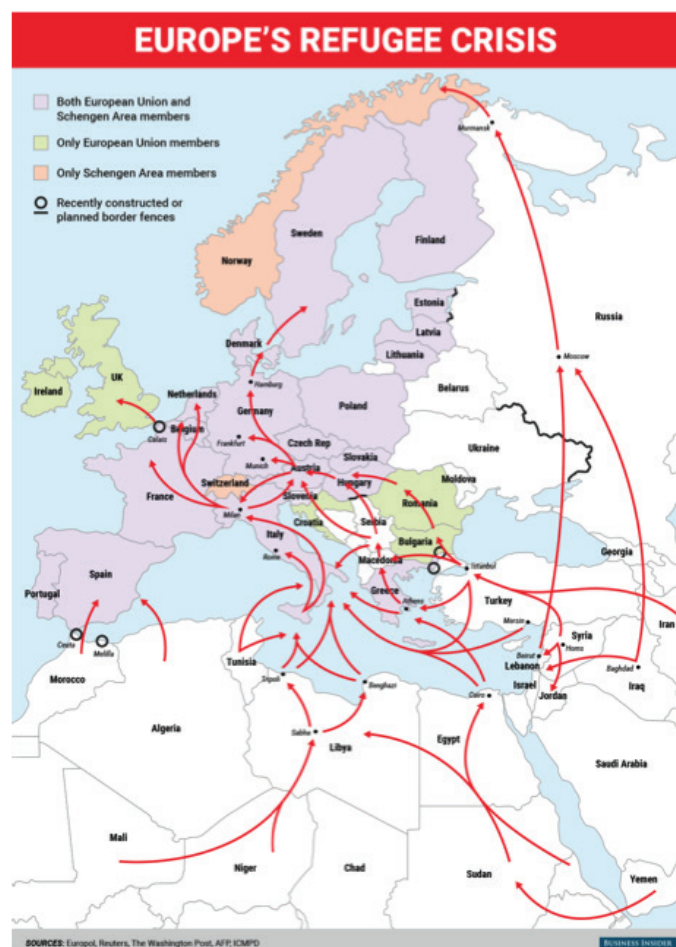 EUROPE'S REFUGEE CRISIS
Both European Union and
Schengen Area members
Only European Union members
Only Schengen Area members
Recently constructed or
planned border fences
Murmansk
Sweden
Finland
Norway
Estonia
Russia
Latvia
Denmark
Lithuania
Moscow
UK
Ireland
Hamburg
Netherlands
Belarus
Germany
Poland
Calais
Belgium
Frankfurt
Czech Rep
Ukraine
Munich
Slovakia
Austria
Moldova
France
Switzerland
Hungary
Slovenia
Romania
Milan
Croatia
Serbia
Italy
Bulgaria
Georgia
Rome
Macedonia
Istanbul
Spain
Portugal
Greece
Athens
Turkey
Iran
Mersin
Syria
Homs
Ceuta
Melilla
Tunisia
Beirut
Lebanon
Baghdad
Morocco
Tripoli
Benghazi
Israel
Iraq
Cairo
Jordan
Algeria
Sabha
Libya
Egypt
Saudi Arabia
Mali
Niger
Chad
Sudan
Yemen
SOURCES: Europol, Reuters, The Washington Post, AFP, ICMPD
BUSINESS INSIDER